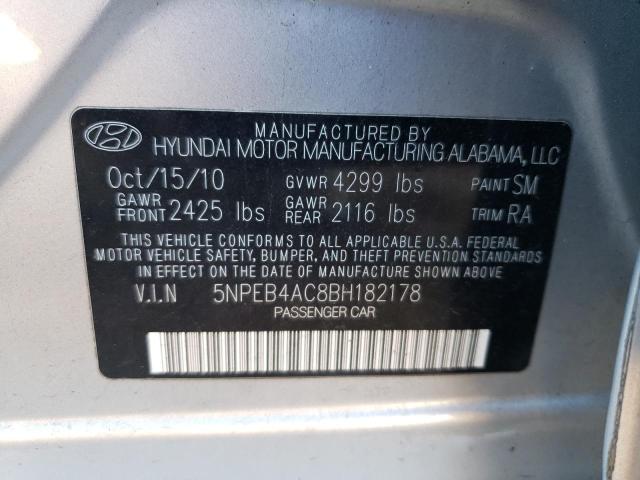 MANUFACTURED BY
HYUNDAI MOTOR MANUFACTURING ALABAMA, LLC
Oct/15/10 GVWR 4299 lbs PAINT SM
GAWR FRONT 2425 lbs GAWR REAR 2116 lbs TRIM RA
THIS VEHICLE CONFORMS TO ALL APPLICABLE U.S.A. FEDERAL
MOTOR VEHICLE SAFETY, BUMPER, AND THEFT PREVENTION STANDARDS
IN EFFECT ON THE DATE OF MANUFACTURE SHOWN ABOVE
V.I.N 5NPEB4AC8BH182178
PASSENGER CAR